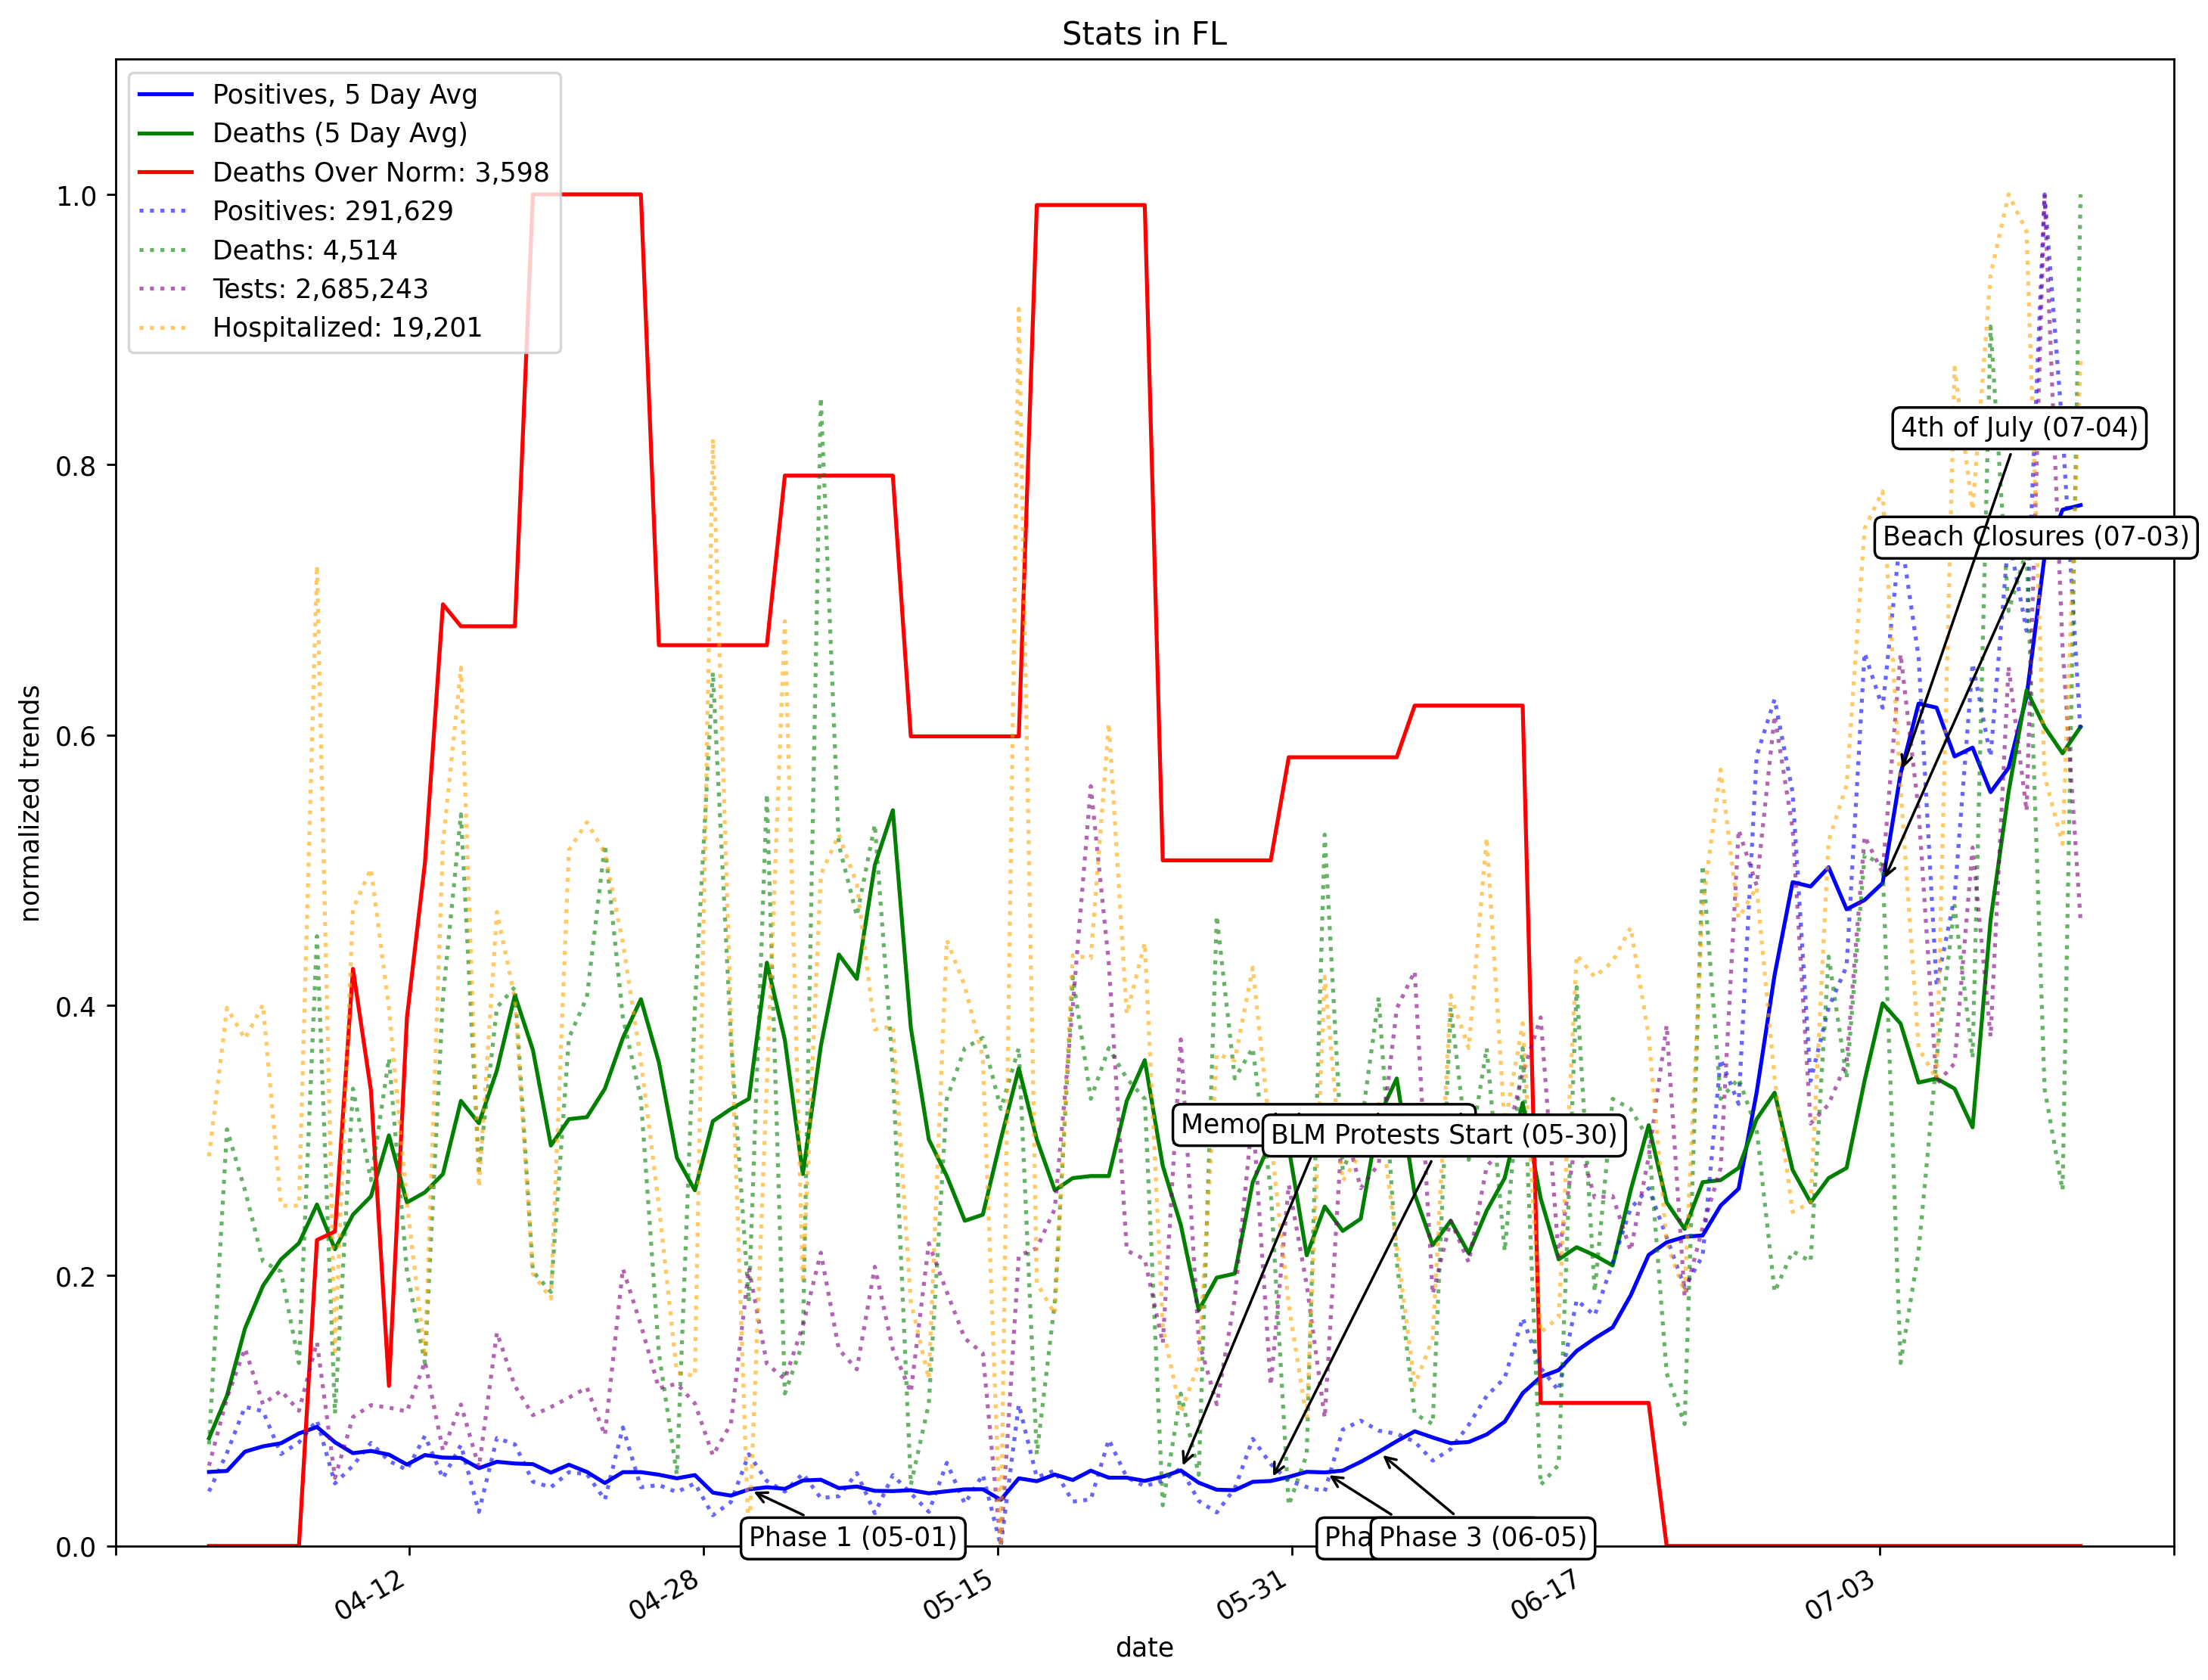 Stats in FL
Positives, 5 Day Avg
Deaths (5 Day Avg)
Deaths Over Norm: 3,598
Positives: 291,629
Deaths: 4,514
Tests: 2,685,243
Hospitalized: 19,201
1.0
0.8
0.6
0.4
0.2
0.0
normalized trends
4th of July (07-04)
Beach Closures (07-03)
BLM Protests Start (05-30)
Phase 1 (05-01)
Phase 3 (06-05)
04-12
04-28
05-15
05-31
06-17
07-03
date